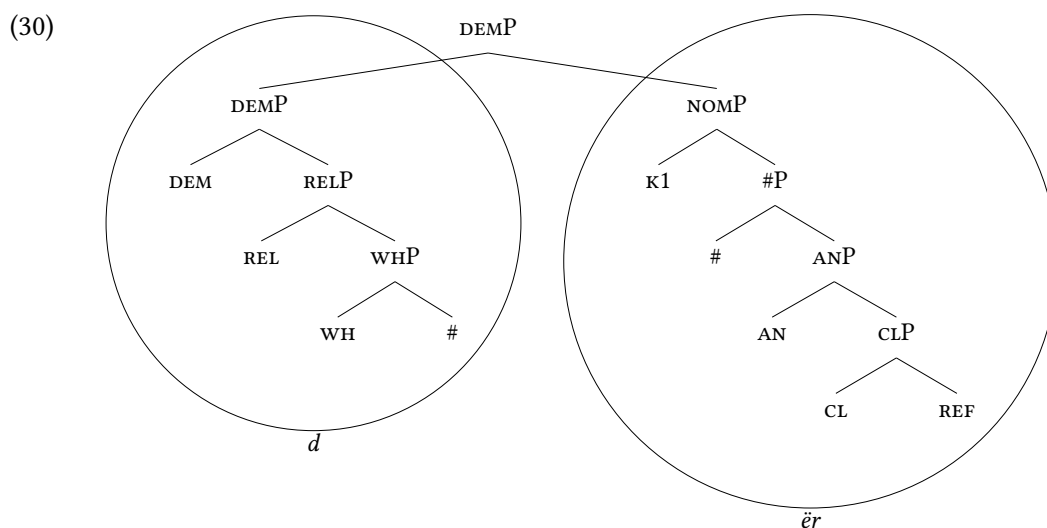 (30) DEMP
DEMP NOMP
DEM RELP K1 #P
REL WHP # ANP
WH # AN CLP
CL REF
d
ër